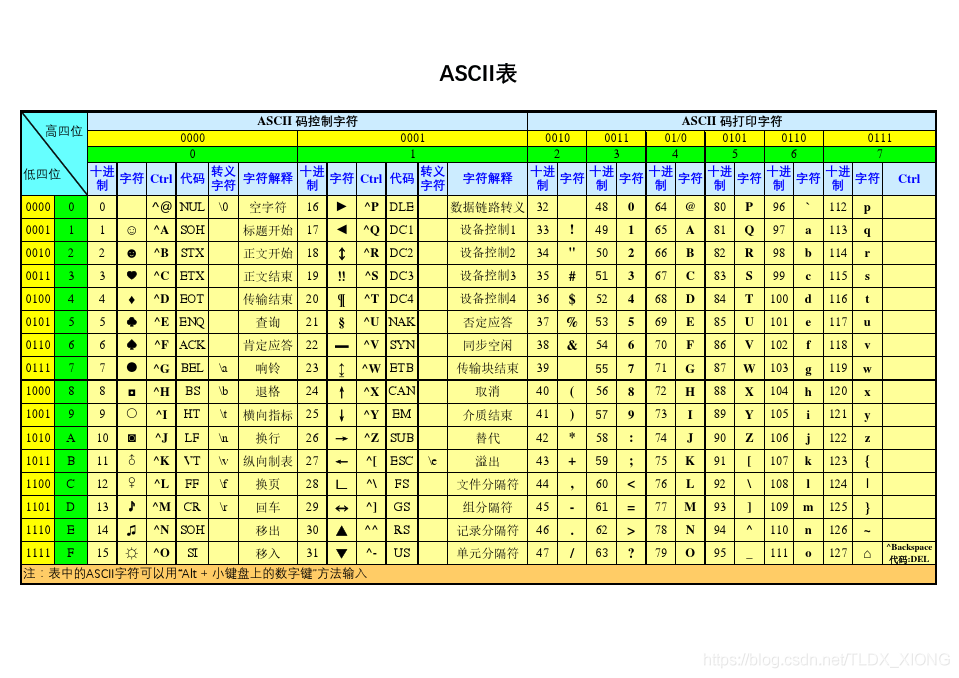 ASCII表
高四位 ASCII 码控制字符 ASCII 码打印字符
0000 0001 0010 0011 01/0 0101 0110 0111
0 1 2 3 4 5 6 7
低四位 十进制 字符 Ctrl 代码 转义字符 字符解释 十进制 字符 Ctrl 代码 转义字符 字符解释 十进制 字符 十进制 字符 十进制 字符 十进制 字符 十进制 字符 十进制 字符 Ctrl
0000 0 0 ^@ NUL \0 空字符 16 ► ^P DLE 数据链路转义 32 48 0 64 @ 80 P 96 ` 112 p
0001 1 1 ☺ ^A SOH 标题开始 17 ◄ ^Q DC1 设备控制1 33 ! 49 1 65 A 81 Q 97 a 113 q
0010 2 2 ☻ ^B STX 正文开始 18 ↕ ^R DC2 设备控制2 34 " 50 2 66 B 82 R 98 b 114 r
0011 3 3 ♥ ^C ETX 正文结束 19 ‼ ^S DC3 设备控制3 35 # 51 3 67 C 83 S 99 c 115 s
0100 4 4 ♦ ^D EOT 传输结束 20 ¶ ^T DC4 设备控制4 36 $ 52 4 68 D 84 T 100 d 116 t
0101 5 5 ♣ ^E ENQ 查询 21 § ^U NAK 否定应答 37 % 53 5 69 E 85 U 101 e 117 u
0110 6 6 ♠ ^F ACK 肯定应答 22 ▬ ^V SYN 同步空闲 38 & 54 6 70 F 86 V 102 f 118 v
0111 7 7 ● ^G BEL \a 响铃 23 ↨ ^W ETB 传输块结束 39 55 7 71 G 87 W 103 g 119 w
1000 8 8 ◘ ^H BS \b 退格 24 ↑ ^X CAN 取消 40 ( 56 8 72 H 88 X 104 h 120 x
1001 9 9 ○ ^I HT \t 横向指标 25 ↓ ^Y EM 介质结束 41 ) 57 9 73 I 89 Y 105 i 121 y
1010 A 10 ◙ ^J LF \n 换行 26 → ^Z SUB 替代 42 * 58 : 74 J 90 Z 106 j 122 z
1011 B 11 ♂ ^K VT \v 纵向制表 27 ← ^[ ESC \e 溢出 43 + 59 ; 75 K 91 [ 107 k 123 {
1100 C 12 ♀ ^L FF \f 换页 28 ∟ ^\ FS 文件分隔符 44 , 60 < 76 L 92 \ 108 l 124 |
1101 D 13 ♪ ^M CR \r 回车 29 ↔ ^] GS 组分隔符 45 - 61 = 77 M 93 ] 109 m 125 }
1110 E 14 ♫ ^N SOH 移出 30 ▲ ^^ RS 记录分隔符 46 . 62 > 78 N 94 ^ 110 n 126 ~
1111 F 15 ☼ ^O SI 移入 31 ▼ ^- US 单元分隔符 47 / 63 ? 79 O 95 _ 111 o 127 ⌂ ^Backspace 代码:DEL
注：表中的ASCII字符可以用"Alt + 小键盘上的数字键"方法输入
https://blog.csdn.net/TLDX_XIONG